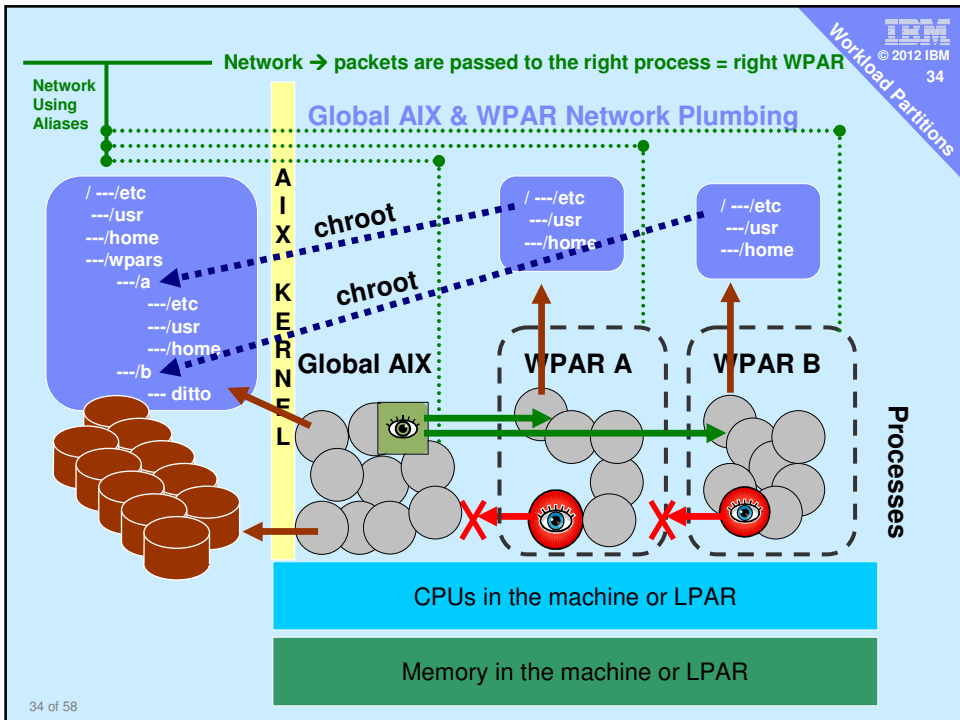 IBM
© 2012 IBM
34
Workload Partitions
Network → packets are passed to the right process = right WPAR
Network
Using
Aliases
Global AIX & WPAR Network Plumbing
/ ---/etc
---/usr
---/home
---/wpars
---/a
---/etc
---/usr
---/home
---/b
--- ditto
AIX KERNEL
chroot
chroot
/ ---/etc
---/usr
---/home
/ ---/etc
---/usr
---/home
Global AIX
WPAR A
WPAR B
Processes
CPUs in the machine or LPAR
Memory in the machine or LPAR
34 of 58